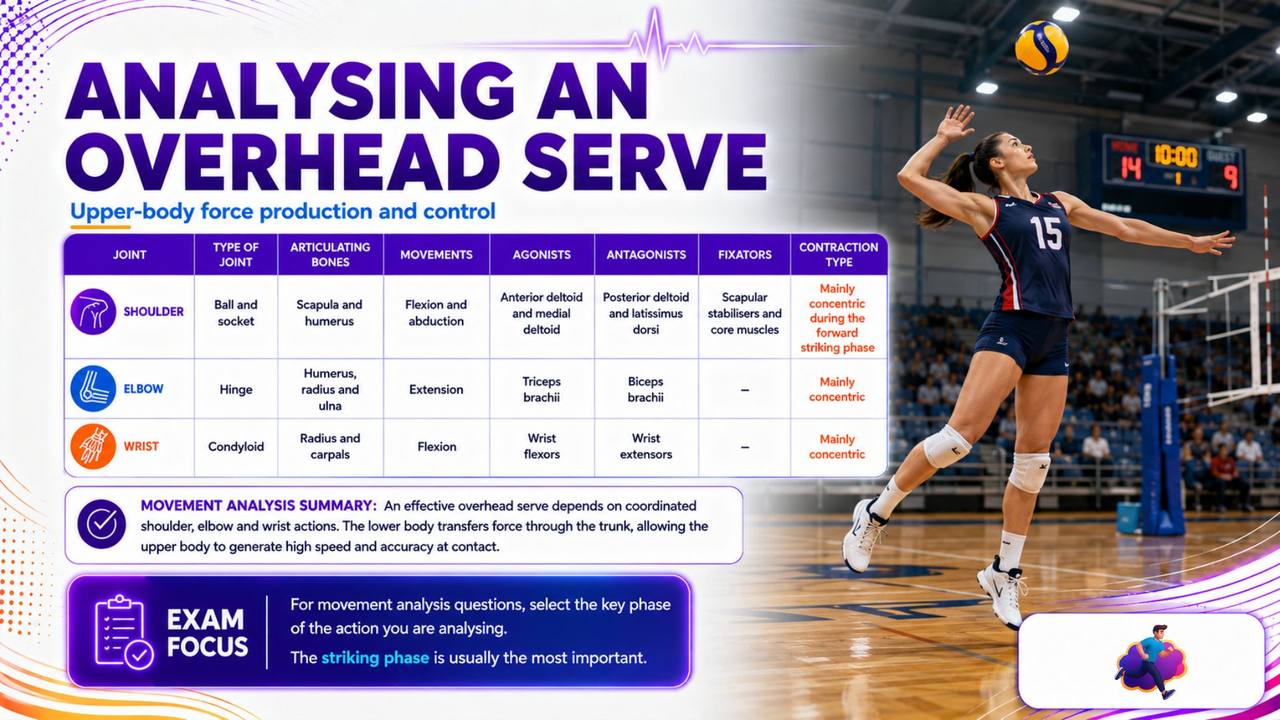 ANALYSING AN
OVERHEAD SERVE
Upper-body force production and control
JOINT
TYPE OF
JOINT
ARTICULATING
BONES
MOVEMENTS
AGONISTS
ANTAGONISTS
FIXATORS
CONTRACTION
TYPE
SHOULDER
Ball and
socket
Scapula and
humerus
Flexion and
abduction
Anterior deltoid
and medial
deltoid
Posterior deltoid
and latissimus
dorsi
Scapular
stabilisers and
core muscles
Mainly
concentric
during the
forward
striking phase
ELBOW
Hinge
Humerus,
radius and
ulna
Extension
Triceps
brachii
Biceps
brachii
–
Mainly
concentric
WRIST
Condyloid
Radius and
carpals
Flexion
Wrist
flexors
Wrist
extensors
–
Mainly
concentric
MOVEMENT ANALYSIS SUMMARY: An effective overhead serve depends on coordinated
shoulder, elbow and wrist actions. The lower body transfers force through the trunk, allowing the
upper body to generate high speed and accuracy at contact.
EXAM
FOCUS
For movement analysis questions, select the key phase
of the action you are analysing.
The striking phase is usually the most important.
HOME
10:00
GUEST
14
1
9
15